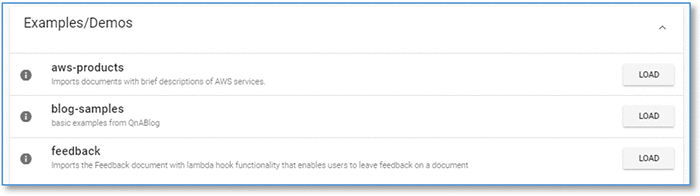 Examples/Demos
aws-products
LOAD
Imports documents with brief descriptions of AWS services.
blog-samples
LOAD
basic examples from QnABlog
feedback
LOAD
Imports the Feedback document with lambda hook functionality that enables users to leave feedback on a document